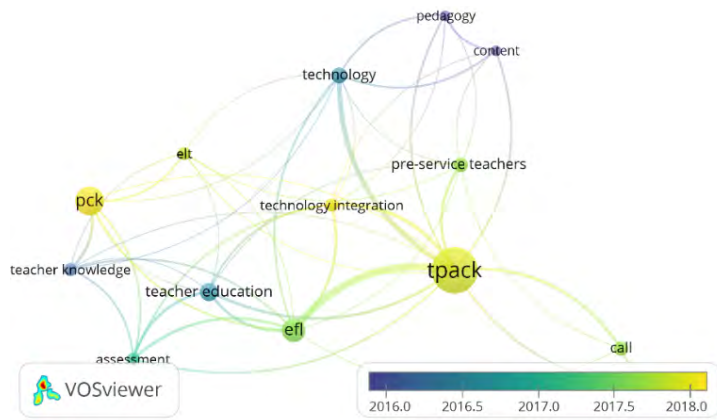 pedagogy
content
technology
elt
pre-service teachers
pck
technology integration
teacher knowledge
tpack
teacher education
efl
call
assessment
VOSviewer
2016.0 2016.5 2017.0 2017.5 2018.0